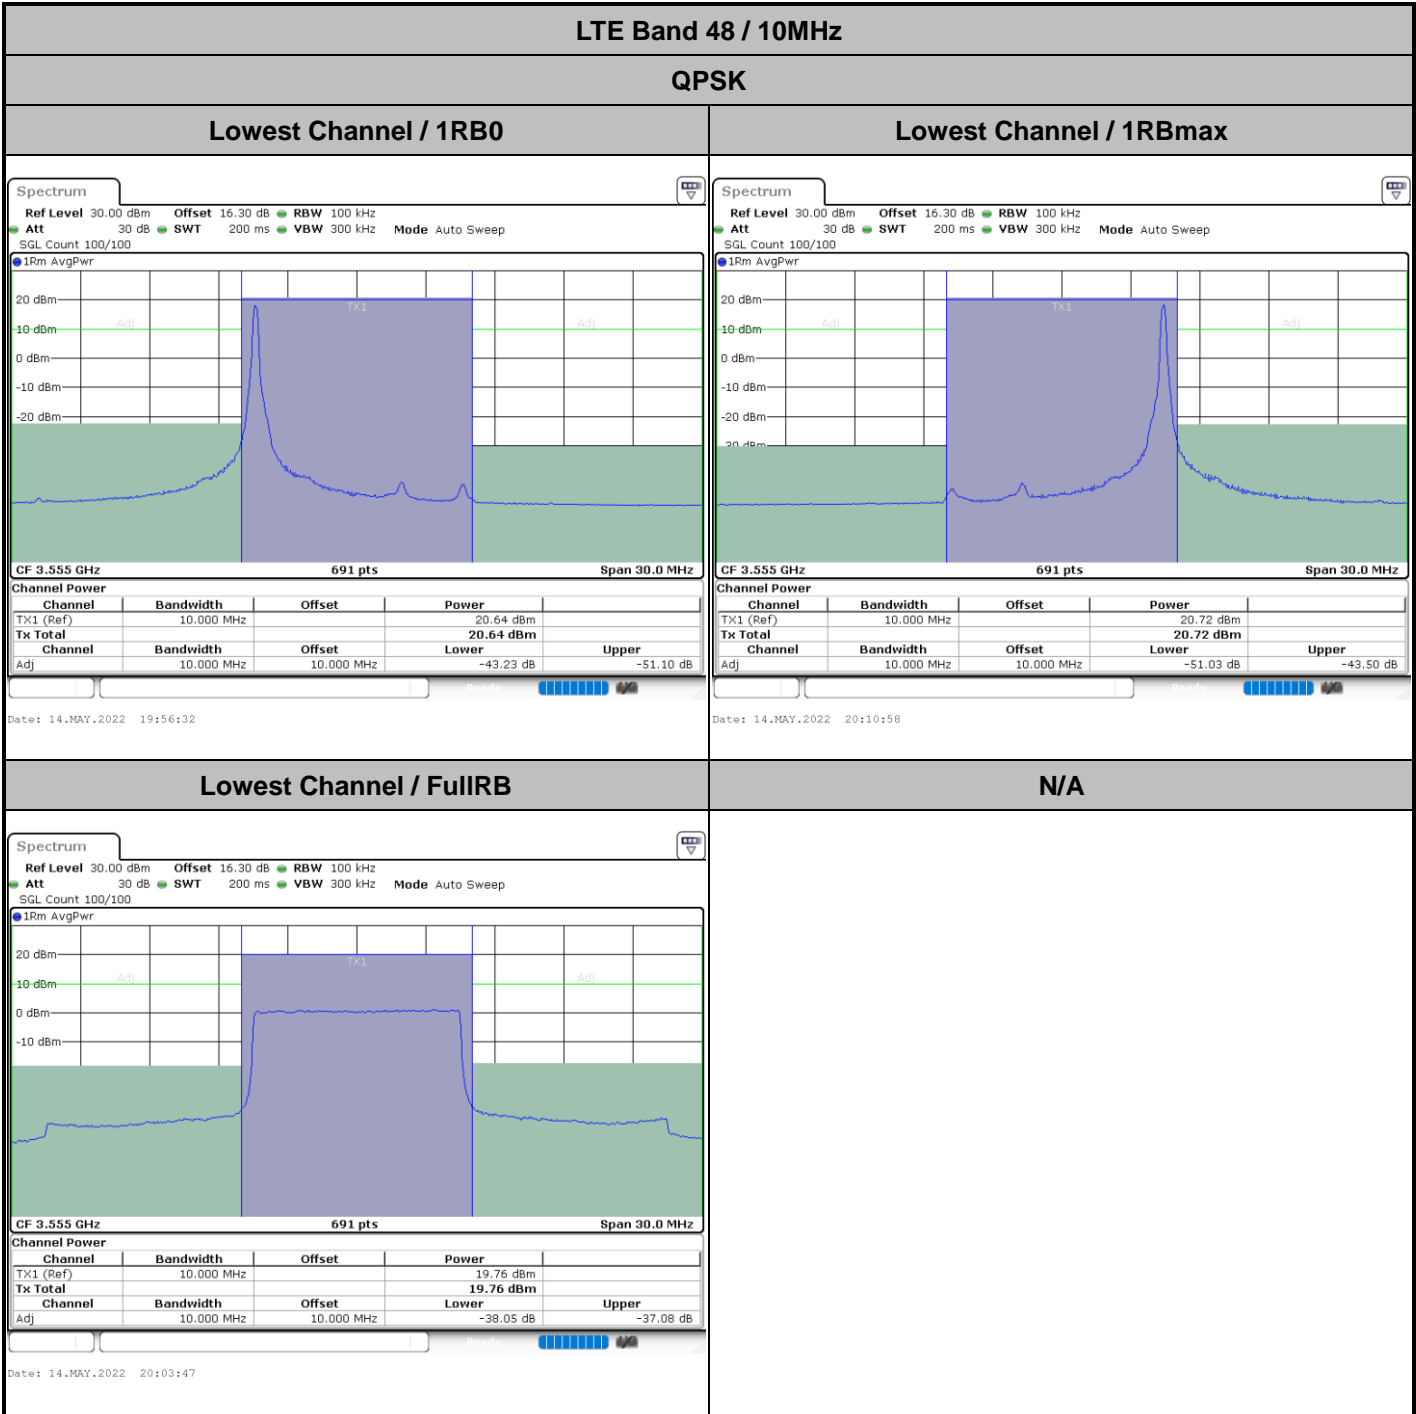 LTE Band 48 / 10MHz
QPSK
Lowest Channel / 1RB0
Lowest Channel / 1RBmax
Spectrum
Ref Level 30.00 dBm Offset 16.30 dB RBW 100 kHz
Att 30 dB SWT 200 ms VBW 300 kHz Mode Auto Sweep
SGL Count 100/100
1Rm AvgPwr
TX1
Adj
Adj
20 dBm
10 dBm
0 dBm
-10 dBm
-20 dBm
CF 3.555 GHz 691 pts Span 30.0 MHz
Channel Power
Channel Bandwidth Offset Power
TX1 (Ref) 10.000 MHz 20.64 dBm
Tx Total 20.64 dBm
Channel Bandwidth Offset Lower Upper
Adj 10.000 MHz 10.000 MHz -43.23 dB -51.10 dB
Ready
Date: 14.MAY.2022 19:56:32
Spectrum
Ref Level 30.00 dBm Offset 16.30 dB RBW 100 kHz
Att 30 dB SWT 200 ms VBW 300 kHz Mode Auto Sweep
SGL Count 100/100
1Rm AvgPwr
TX1
Adj
Adj
20 dBm
10 dBm
0 dBm
-10 dBm
-20 dBm
-30 dBm
CF 3.555 GHz 691 pts Span 30.0 MHz
Channel Power
Channel Bandwidth Offset Power
TX1 (Ref) 10.000 MHz 20.72 dBm
Tx Total 20.72 dBm
Channel Bandwidth Offset Lower Upper
Adj 10.000 MHz 10.000 MHz -51.03 dB -43.50 dB
Ready
Date: 14.MAY.2022 20:10:58
Lowest Channel / FullRB
N/A
Spectrum
Ref Level 30.00 dBm Offset 16.30 dB RBW 100 kHz
Att 30 dB SWT 200 ms VBW 300 kHz Mode Auto Sweep
SGL Count 100/100
1Rm AvgPwr
TX1
Adj
Adj
20 dBm
10 dBm
0 dBm
-10 dBm
CF 3.555 GHz 691 pts Span 30.0 MHz
Channel Power
Channel Bandwidth Offset Power
TX1 (Ref) 10.000 MHz 19.76 dBm
Tx Total 19.76 dBm
Channel Bandwidth Offset Lower Upper
Adj 10.000 MHz 10.000 MHz -38.05 dB -37.08 dB
Ready
Date: 14.MAY.2022 20:03:47